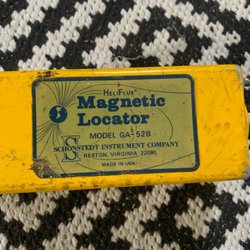 HELIFLUX®
Magnetic
Locator
MODEL GA-52B
SCHONSTEDT INSTRUMENT COMPANY
RESTON, VIRGINIA 22090
MADE IN USA